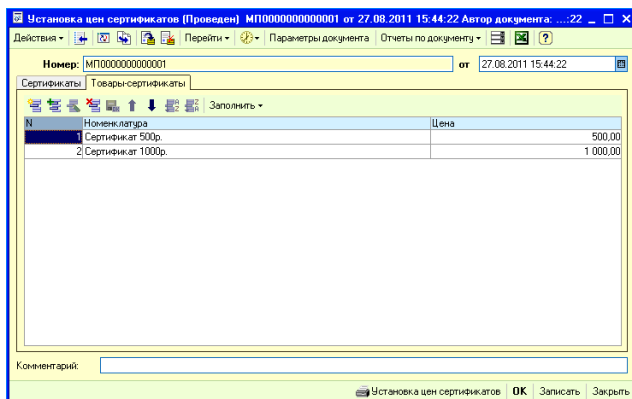 Установка цен сертификатов (Проведен) МП0000000000001 от 27.08.2011 15:44:22 Автор документа: ...:22
Действия Перейти Параметры документа Отчеты по документу
Номер: МП0000000000001 от 27.08.2011 15:44:22
Сертификаты Товары-сертификаты
Заполнить
N Номенклатура Цена
1 Сертификат 500р. 500,00
2 Сертификат 1000р. 1 000,00
Комментарий:
Установка цен сертификатов OK Записать Закрыть